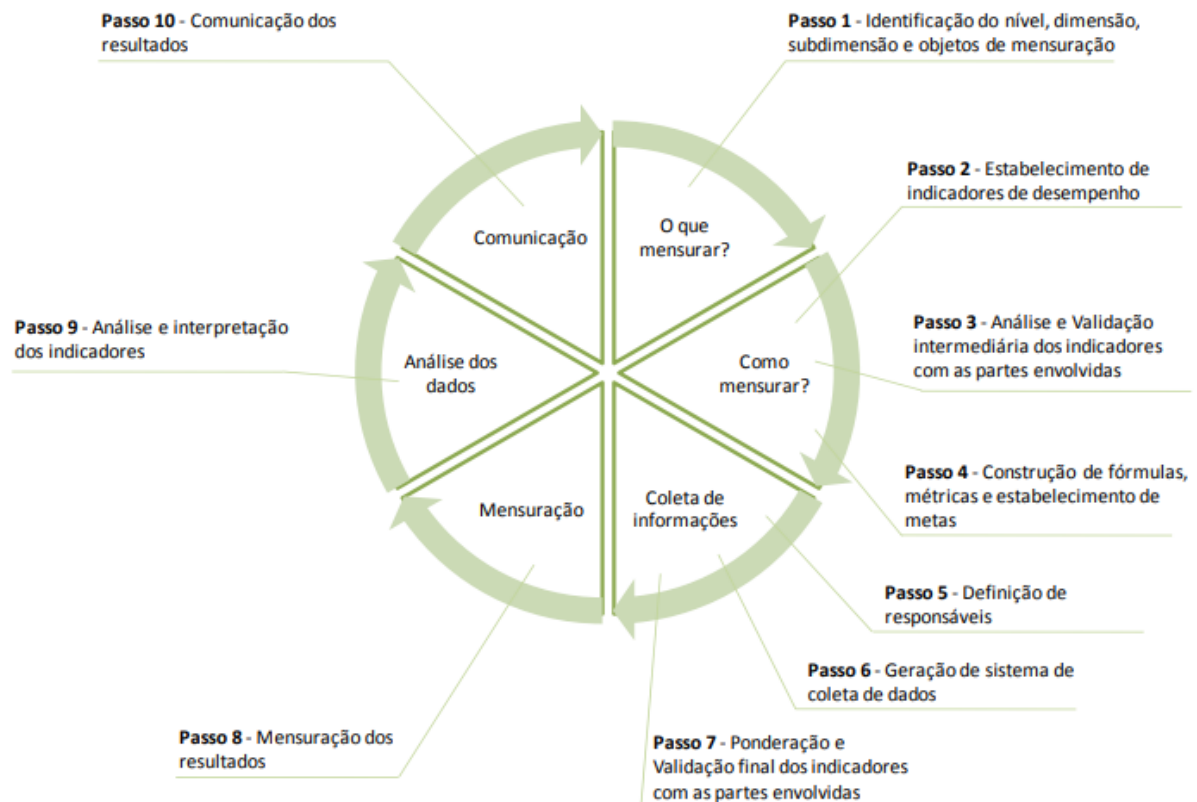 Passo 10 - Comunicação dos
resultados
Passo 1 - Identificação do nível, dimensão,
subdimensão e objetos de mensuração
Passo 2 - Estabelecimento de
indicadores de desempenho
Comunicação
O que
mensurar?
Passo 9 - Análise e interpretação
dos indicadores
Análise dos
dados
Como
mensurar?
Passo 3 - Análise e Validação
intermediária dos indicadores
com as partes envolvidas
Mensuração
Coleta de
informações
Passo 4 - Construção de fórmulas,
métricas e estabelecimento de
metas
Passo 5 - Definição de
responsáveis
Passo 6 - Geração de sistema de
coleta de dados
Passo 8 - Mensuração dos
resultados
Passo 7 - Ponderação e
Validação final dos indicadores
com as partes envolvidas